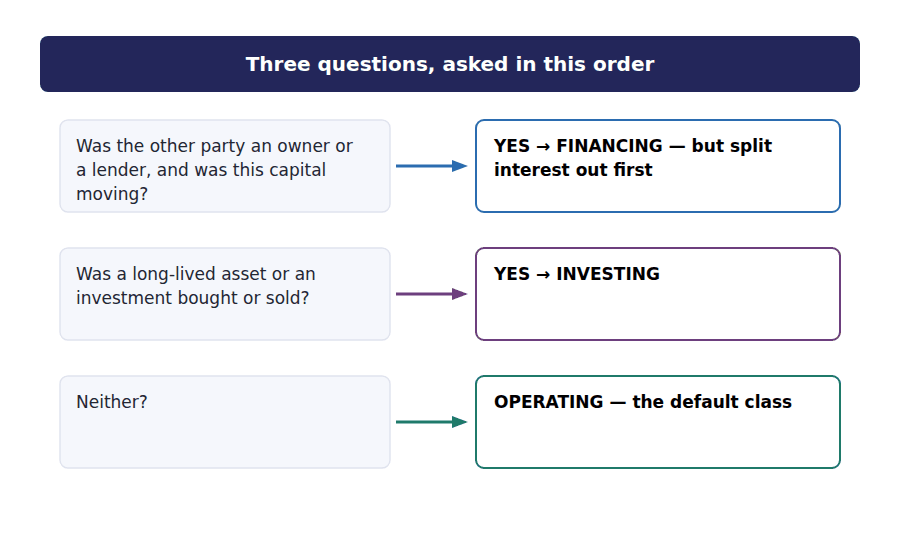 Three questions, asked in this order
Was the other party an owner or
a lender, and was this capital
moving?
YES → FINANCING — but split
interest out first
Was a long-lived asset or an
investment bought or sold?
YES → INVESTING
Neither?
OPERATING — the default class